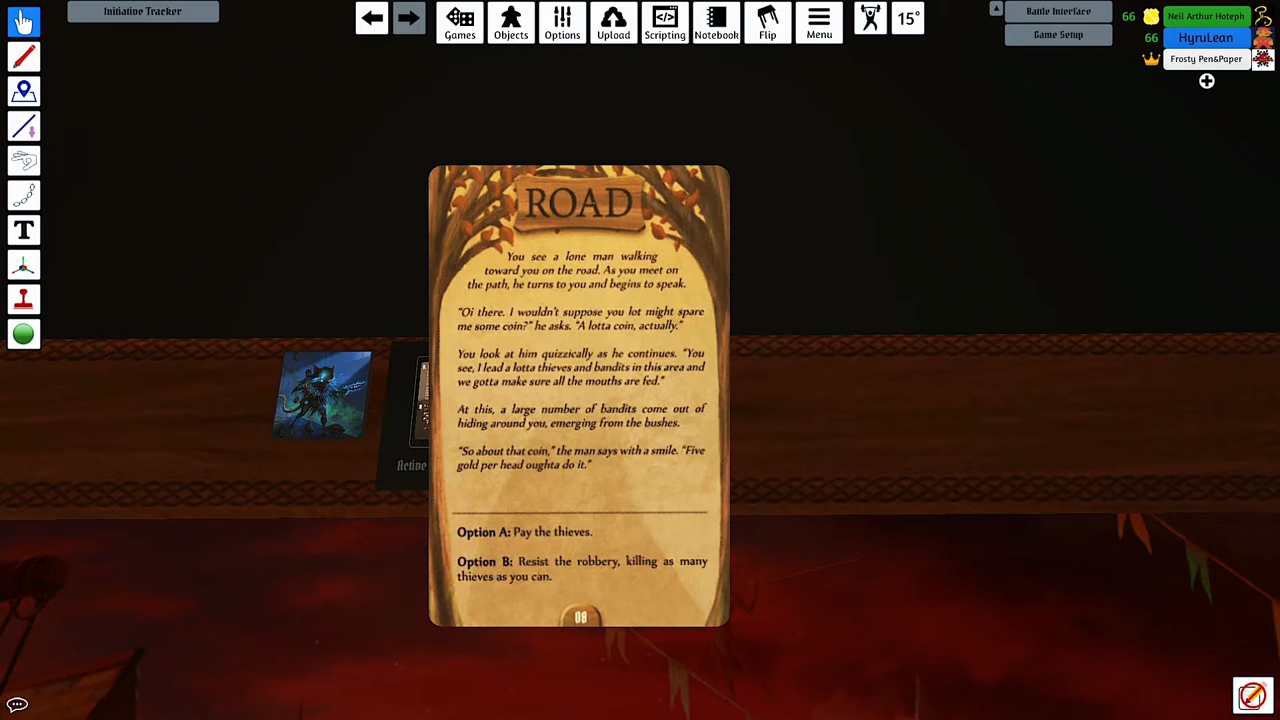 Initiative Tracker
Games
Objects
Options
Upload
Scripting
Notebook
Flip
Menu
15°
Battle Interface
Game Setup
66
Neil Arthur Hoteph
66
HyruLean
Frosty Pen&Paper
T
ROAD
You see a lone man walking
toward you on the road. As you meet on
the path, he turns to you and begins to speak.
"Oi there. I wouldn't suppose you lot might spare
me some coin?" he asks. "A lotta coin, actually."
You look at him quizzically as he continues. "You
see, I lead a lotta thieves and bandits in this area and
we gotta make sure all the mouths are fed."
At this, a large number of bandits come out of
hiding around you, emerging from the bushes.
"So about that coin," the man says with a smile. "Five
gold per head oughta do it."
Option A: Pay the thieves.
Option B: Resist the robbery, killing as many
thieves as you can.
08
Active